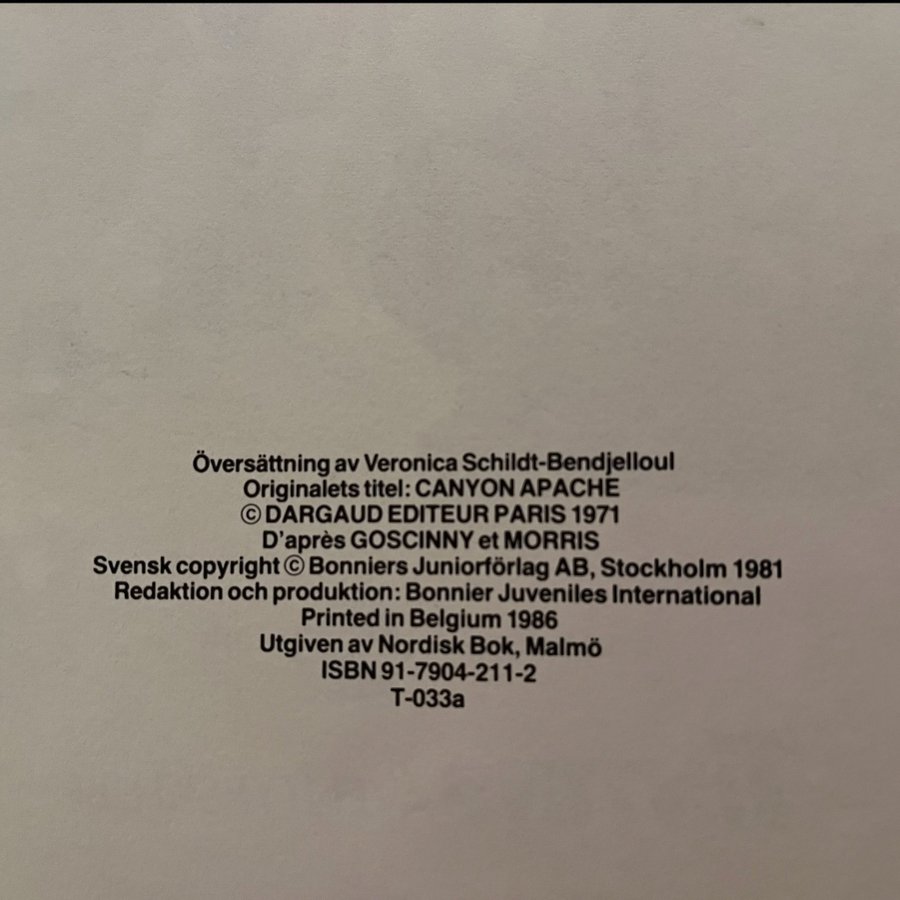 Översättning av Veronica Schildt-Bendjelloul
Originalets titel: CANYON APACHE
© DARGAUD EDITEUR PARIS 1971
D'après GOSCINNY et MORRIS
Svensk copyright © Bonniers Juniorförlag AB, Stockholm 1981
Redaktion och produktion: Bonnier Juveniles International
Printed in Belgium 1986
Utgiven av Nordisk Bok, Malmö
ISBN 91-7904-211-2
T-033a